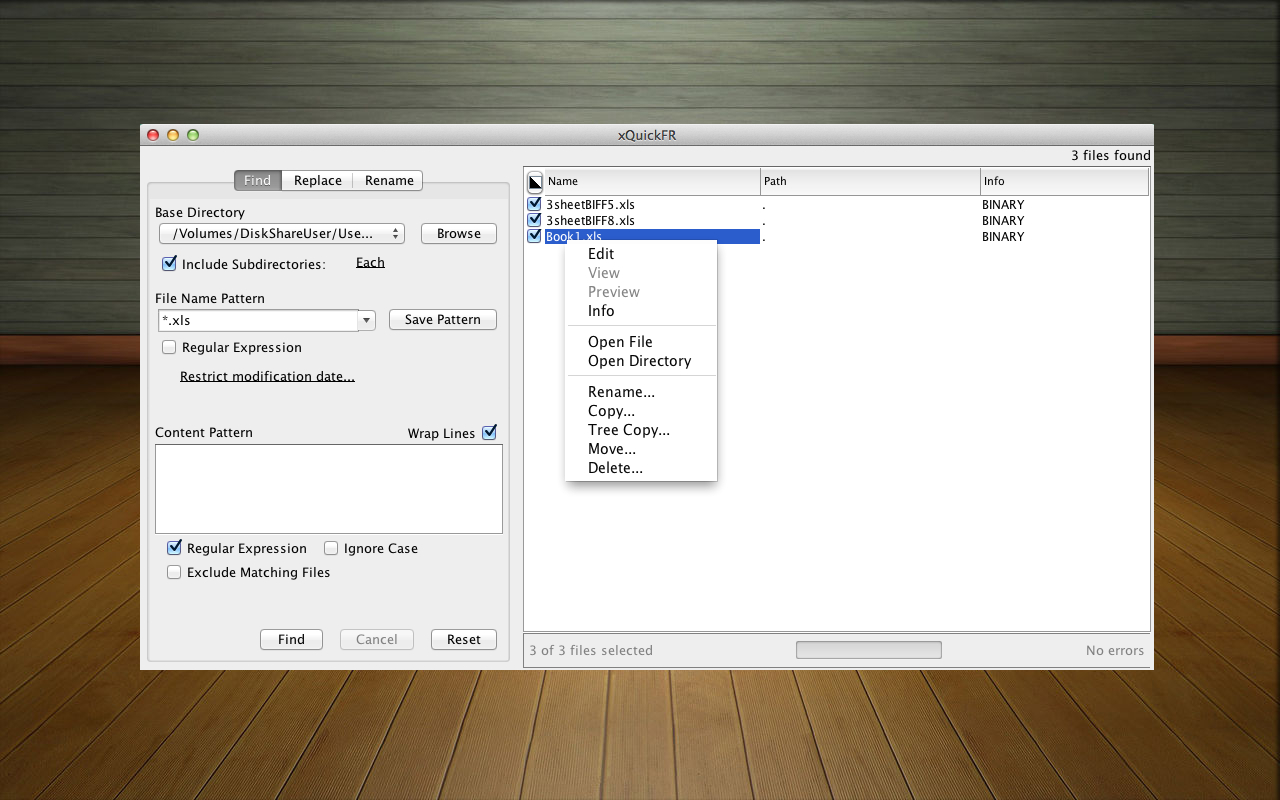 xQuickFR
3 files found
Find Replace Rename
Base Directory
/Volumes/DiskShareUser/Use... Browse
Include Subdirectories: Each
File Name Pattern
*.xls Save Pattern
Regular Expression
Restrict modification date...
Content Pattern Wrap Lines
Regular Expression Ignore Case
Exclude Matching Files
Find Cancel Reset
Name Path Info
3sheetBIFF5.xls . BINARY
3sheetBIFF8.xls . BINARY
Book1.xls . BINARY
Edit
View
Preview
Info
Open File
Open Directory
Rename...
Copy...
Tree Copy...
Move...
Delete...
3 of 3 files selected No errors